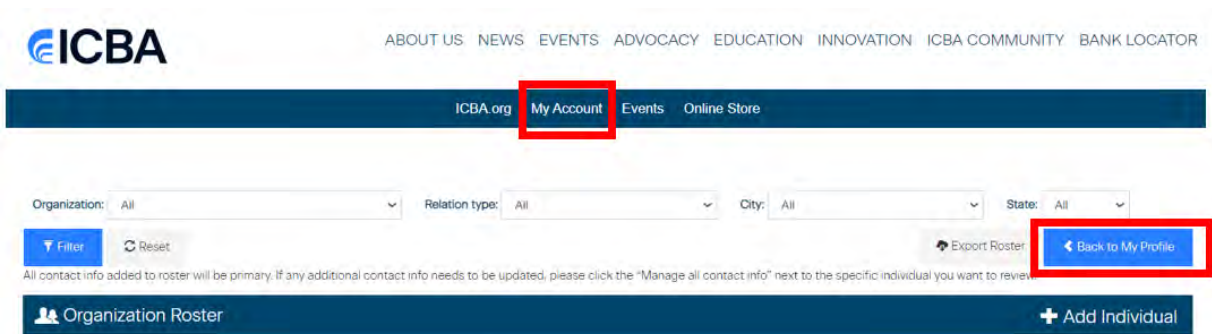 ICBA
ABOUT US NEWS EVENTS ADVOCACY EDUCATION INNOVATION ICBA COMMUNITY BANK LOCATOR
ICBA.org My Account Events Online Store
Organization: All Relation type: All City: All State: All
Filter Reset Export Roster Back to My Profile
All contact info added to roster will be primary. If any additional contact info needs to be updated, please click the "Manage all contact info" next to the specific individual you want to review.
Organization Roster Add Individual